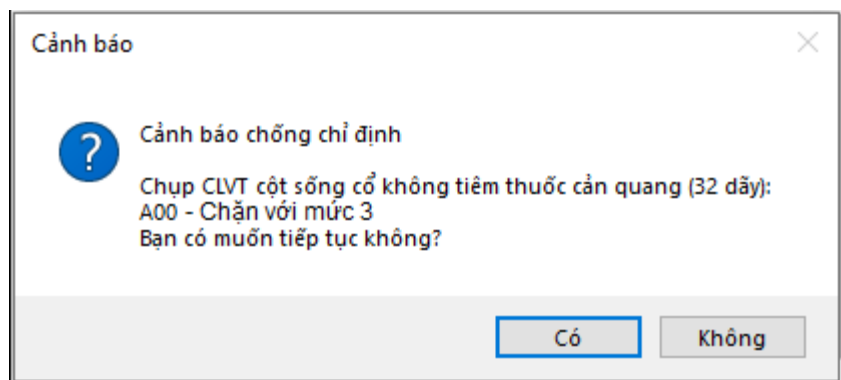 Cảnh báo
Cảnh báo chống chỉ định
Chụp CLVT cột sống cổ không tiêm thuốc cản quang (32 dãy):
A00 - Chặn với mức 3
Bạn có muốn tiếp tục không?
Có
Không